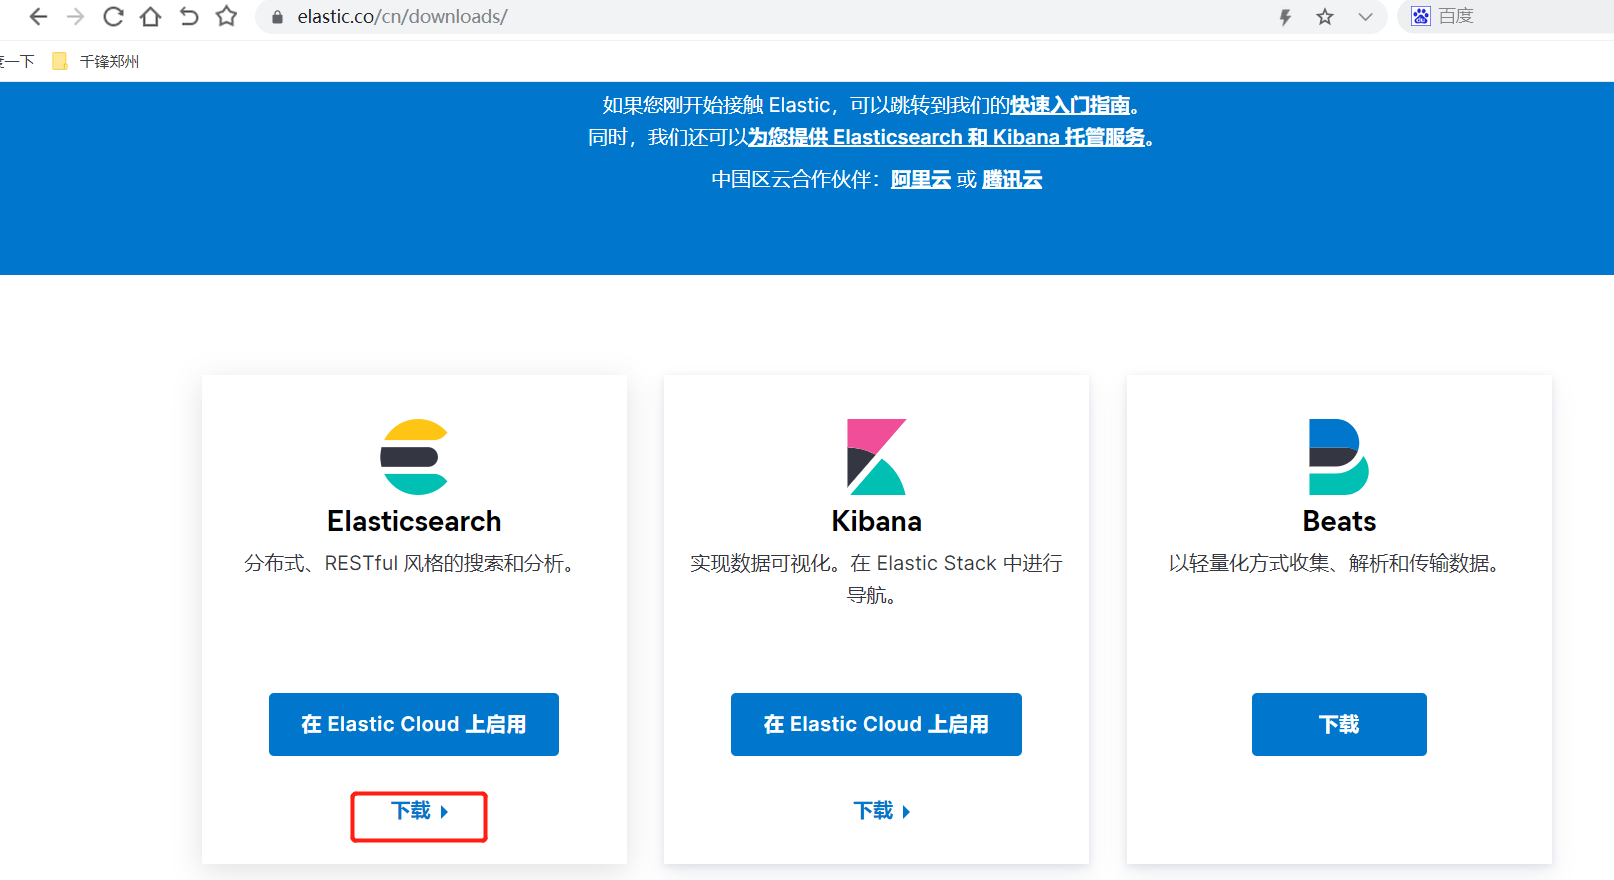 elastic.co/cn/downloads/
百度
一下
千锋郑州
如果您刚开始接触 Elastic，可以跳转到我们的快速入门指南。
同时，我们还可以为您提供 Elasticsearch 和 Kibana 托管服务。
中国区云合作伙伴：阿里云 或 腾讯云
Elasticsearch
分布式、RESTful 风格的搜索和分析。
在 Elastic Cloud 上启用
下载
Kibana
实现数据可视化。在 Elastic Stack 中进行
导航。
在 Elastic Cloud 上启用
下载
Beats
以轻量化方式收集、解析和传输数据。
下载